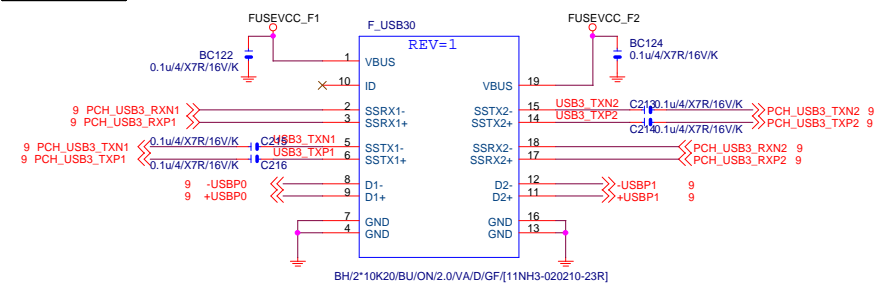 FUSEVCC_F1
F_USB30
FUSEVCC_F2
REV=1
BC122
0.1u/4/X7R/16V/K
BC124
0.1u/4/X7R/16V/K
1
VBUS
10
ID
VBUS
19
9 PCH_USB3_RXN1
2
SSRX1-
9 PCH_USB3_RXP1
3
SSRX1+
SSTX2-
15
USB3_TXN2
C213
0.1u/4/X7R/16V/K
PCH_USB3_TXN2 9
SSTX2+
14
USB3_TXP2
C214
0.1u/4/X7R/16V/K
PCH_USB3_TXP2 9
9 PCH_USB3_TXN1
0.1u/4/X7R/16V/K
C215
USB3_TXN1
5
SSTX1-
9 PCH_USB3_TXP1
0.1u/4/X7R/16V/K
C216
USB3_TXP1
6
SSTX1+
SSRX2-
18
PCH_USB3_RXN2 9
SSRX2+
17
PCH_USB3_RXP2 9
9 -USBP0
8
D1-
9 +USBP0
9
D1+
D2-
12
-USBP1 9
D2+
11
+USBP1 9
7
GND
4
GND
GND
16
GND
13
BH/2*10K20/BU/ON/2.0/VA/D/GF/[11NH3-020210-23R]